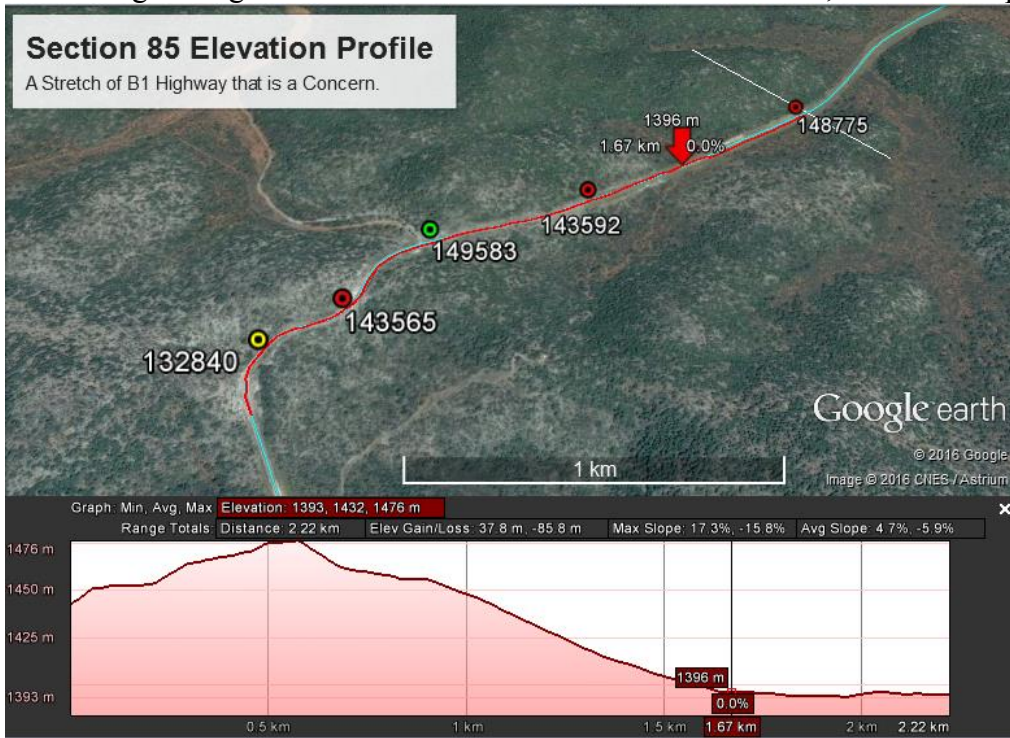 Section 85 Elevation Profile
A Stretch of B1 Highway that is a Concern.
1396 m
1.67 km 0.0%
148775
143592
149583
143565
132840
Google earth
1 km
© 2016 Google
Image © 2016 CNES / Astrium
Graph: Min, Avg, Max Elevation: 1393, 1432, 1476 m
Range Totals: Distance: 2.22 km Elev Gain/Loss: 37.8 m, -85.8 m Max Slope: 17.3%, -15.8% Avg Slope: 4.7%, -5.9%
1476 m
1450 m
1425 m
1396 m
1393 m
0.0%
0.5 km 1 km 1.5 km 1.67 km 2 km 2.22 km